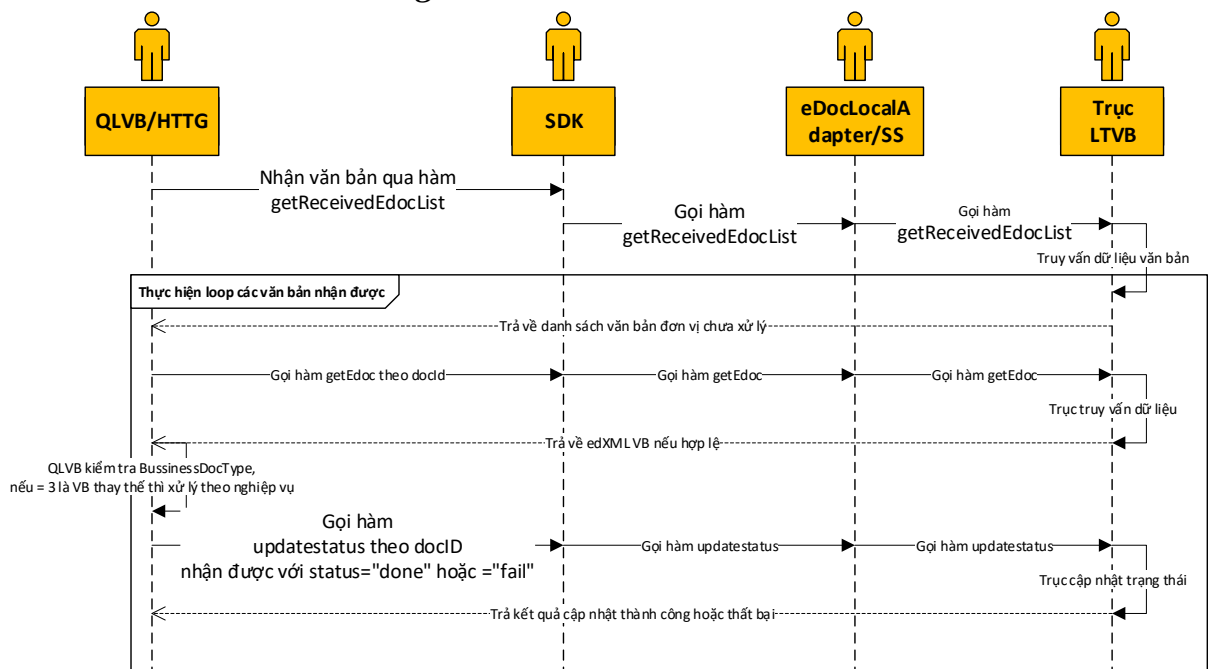 QLVB/HTTG
SDK
eDocLocalA
dapter/SS
Trục
LTVB
Nhận văn bản qua hàm
getReceivedEdocList
Gọi hàm
getReceivedEdocList
Gọi hàm
getReceivedEdocList
Truy vấn dữ liệu văn bản
Thực hiện loop các văn bản nhận được
Trả về danh sách văn bản đơn vị chưa xử lý
Gọi hàm getEdoc theo docId
Gọi hàm getEdoc
Gọi hàm getEdoc
Trục truy vấn dữ liệu
Trả về edXML VB nếu hợp lệ
QLVB kiểm tra BussinessDocType,
nếu = 3 là VB thay thế thì xử lý theo nghiệp vụ
Gọi hàm
updatestatus theo docID
nhận được với status="done" hoặc ="fail"
Gọi hàm updatestatus
Gọi hàm updatestatus
Trục cập nhật trạng thái
Trả kết quả cập nhật thành công hoặc thất bại